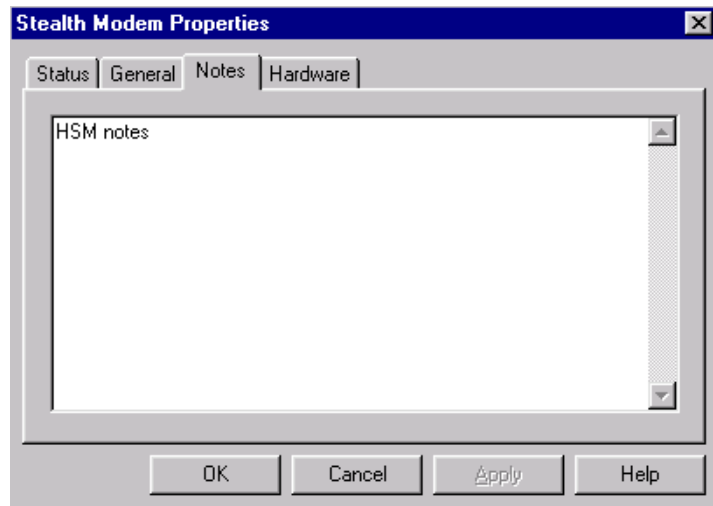 Stealth Modem Properties
Status General Notes Hardware
HSM notes
OK Cancel Apply Help